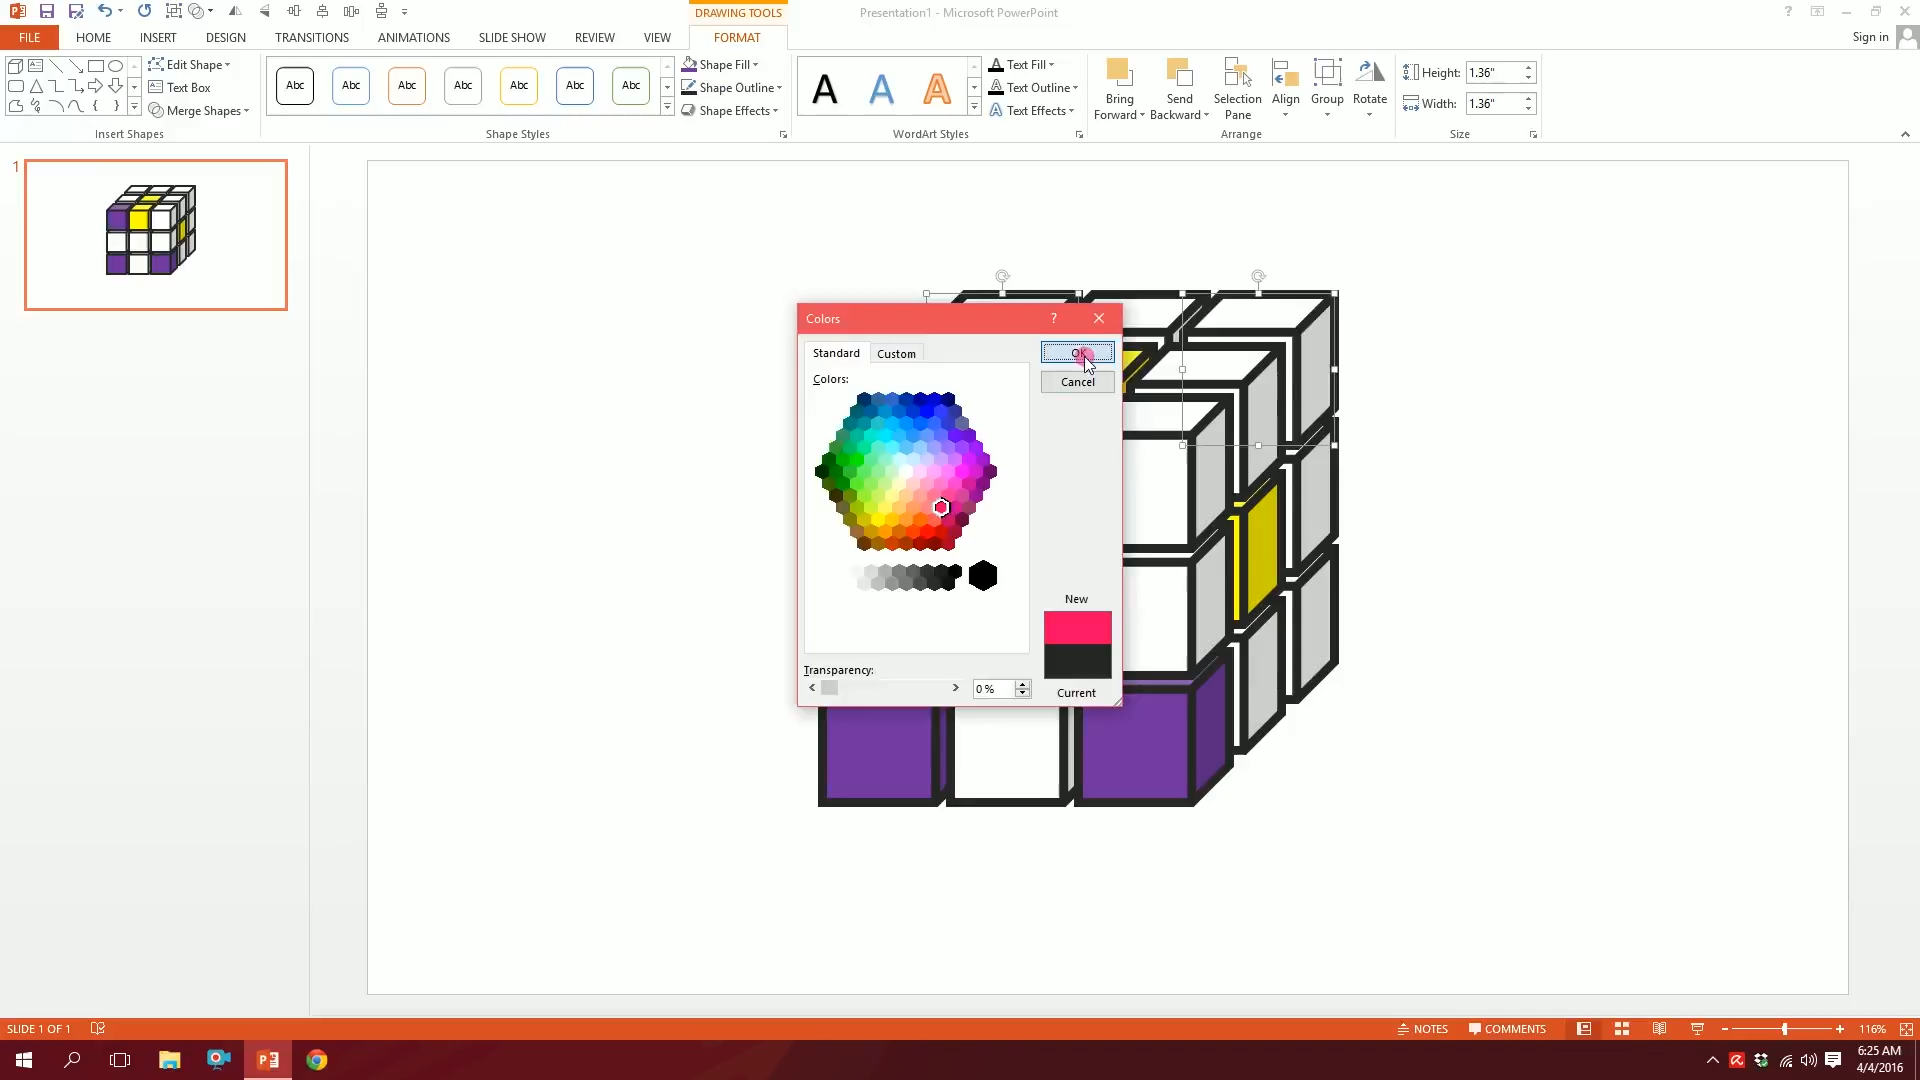 DRAWING TOOLS
Presentation1 - Microsoft PowerPoint
?
FILE HOME INSERT DESIGN TRANSITIONS ANIMATIONS SLIDE SHOW REVIEW VIEW FORMAT
Sign in
Edit Shape
Text Box
Merge Shapes
Insert Shapes
Abc Abc Abc Abc Abc Abc Abc
Shape Fill
Shape Outline
Shape Effects
Shape Styles
A A A
Text Fill
Text Outline
Text Effects
WordArt Styles
Bring
Forward
Send
Backward
Selection
Pane
Align
Group
Rotate
Arrange
Height: 1.36"
Width: 1.36"
Size
1
Colors
?
Standard
Custom
Colors:
OK
Cancel
New
Current
Transparency:
0 %
SLIDE 1 OF 1
NOTES
COMMENTS
116%
6:25 AM
4/4/2016